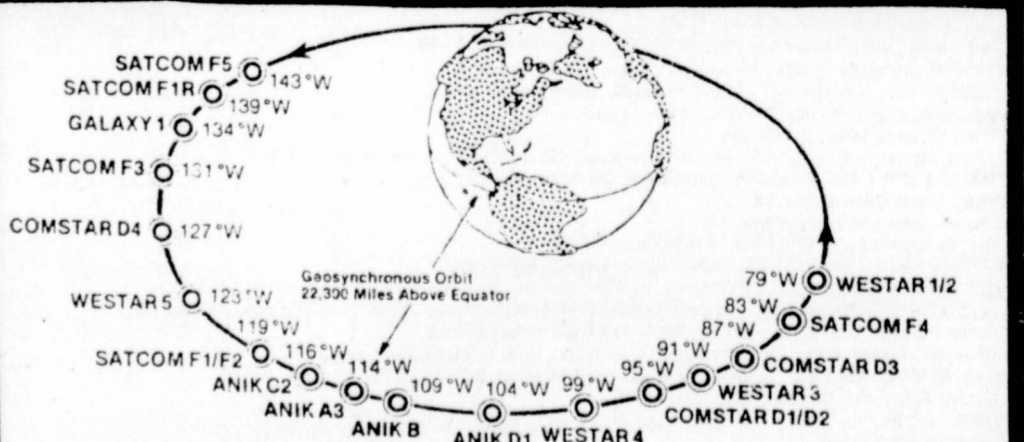 SATCOM F5
143°W
SATCOM F1R
139°W
GALAXY 1
134°W
SATCOM F3
131°W
COMSTAR D4
127°W
WESTAR 5
123°W
SATCOM F1/F2
119°W
ANIK C2
116°W
ANIK A3
114°W
ANIK B
109°W
ANIK D1
104°W
WESTAR 4
99°W
COMSTAR D1/D2
95°W
WESTAR 3
91°W
COMSTAR D3
87°W
SATCOM F4
83°W
WESTAR 1/2
79°W
Geosynchronous Orbit
22,300 Miles Above Equator